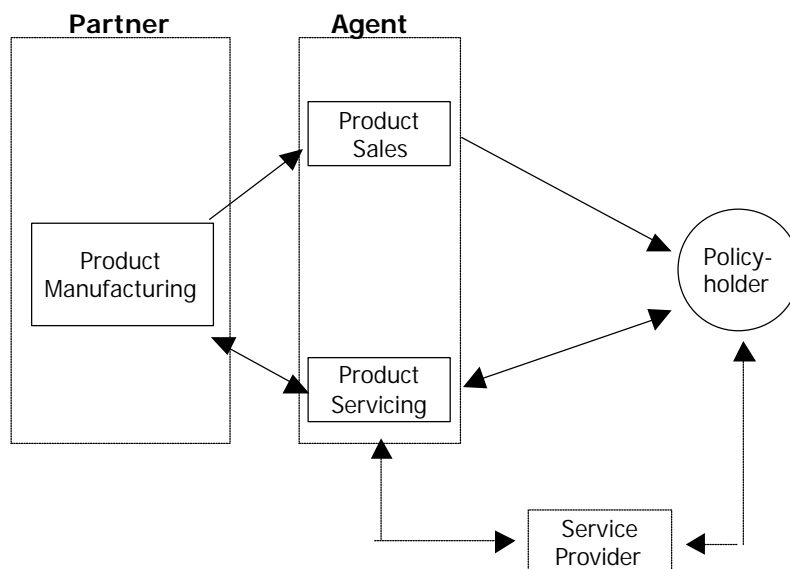 Partner
Agent
Product
Sales
Product
Manufacturing
Policy-
holder
Product
Servicing
Service
Provider